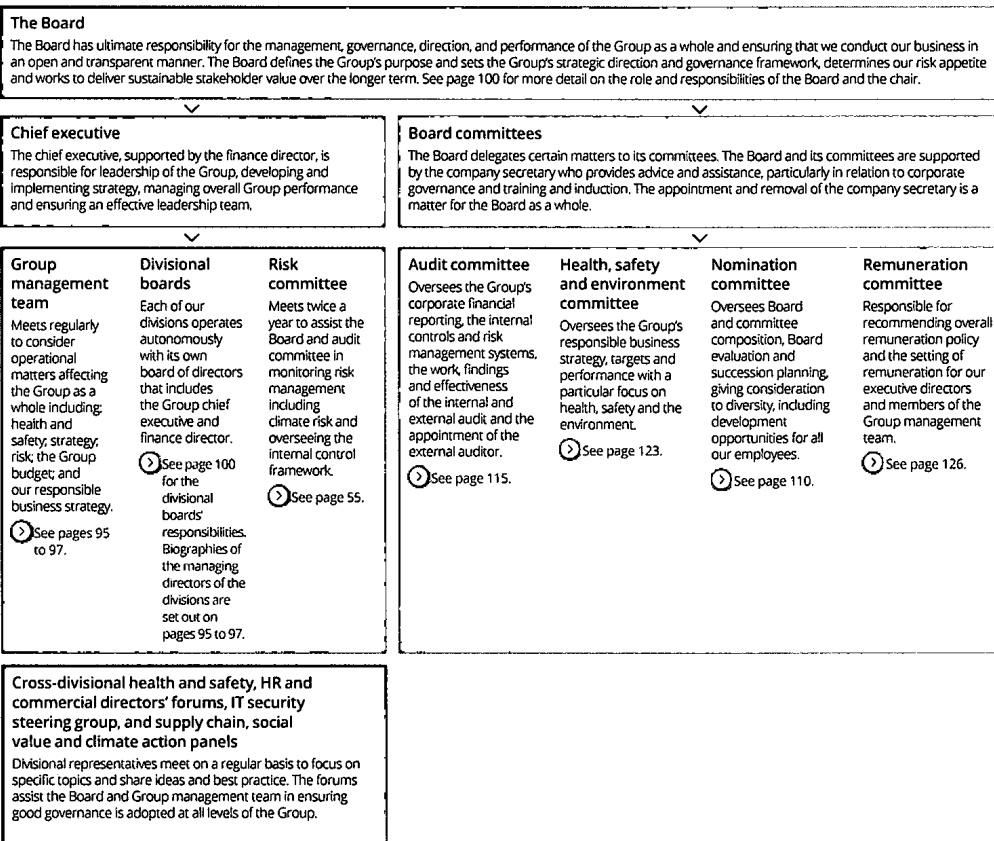 The Board
The Board has ultimate responsibility for the management, governance, direction, and performance of the Group as a whole and ensuring that we conduct our business in
an open and transparent manner. The Board defines the Group's purpose and sets the Group's strategic direction and governance framework, determines our risk appetite
and works to deliver sustainable stakeholder value over the longer term. See page 100 for more detail on the role and responsibilities of the Board and the chair.
Chief executive
The chief executive, supported by the finance director, is
responsible for leadership of the Group, developing and
implementing strategy, managing overall Group performance
and ensuring an effective leadership team.
Board committees
The Board delegates certain matters to its committees. The Board and its committees are supported
by the company secretary who provides advice and assistance, particularly in relation to corporate
governance and training and induction. The appointment and removal of the company secretary is a
matter for the Board as a whole.
Group
management
team
Meets regularly
to consider
operational
matters affecting
the Group as a
whole including:
health and
safety; strategy;
risk; the Group
budget; and
our responsible
business strategy.
See pages 95
to 97.
Divisional
boards
Each of our
divisions operates
autonomously
with its own
board of directors
that includes
the Group chief
executive and
finance director.
See page 100
for the
divisional
boards'
responsibilities.
Biographies of
the managing
directors of the
divisions are
set out on
pages 95 to 97.
Risk
committee
Meets twice a
year to assist the
Board and audit
committee in
monitoring risk
management
including
climate risk and
overseeing the
internal control
framework.
See page 55.
Audit committee
Oversees the Group's
corporate financial
reporting, the internal
controls and risk
management systems,
the work, findings
and effectiveness
of the internal and
external audit and the
appointment of the
external auditor.
See page 115.
Health, safety
and environment
committee
Oversees the Group's
responsible business
strategy, targets and
performance with a
particular focus on
health, safety and the
environment.
See page 123.
Nomination
committee
Oversees Board
and committee
composition, Board
evaluation and
succession planning,
giving consideration
to diversity, including
development
opportunities for all
our employees.
See page 110.
Remuneration
committee
Responsible for
recommending overall
remuneration policy
and the setting of
remuneration for our
executive directors
and members of the
Group management
team.
See page 126.
Cross-divisional health and safety, HR and
commercial directors' forums, IT security
steering group, and supply chain, social
value and climate action panels
Divisional representatives meet on a regular basis to focus on
specific topics and share ideas and best practice. The forums
assist the Board and Group management team in ensuring
good governance is adopted at all levels of the Group.